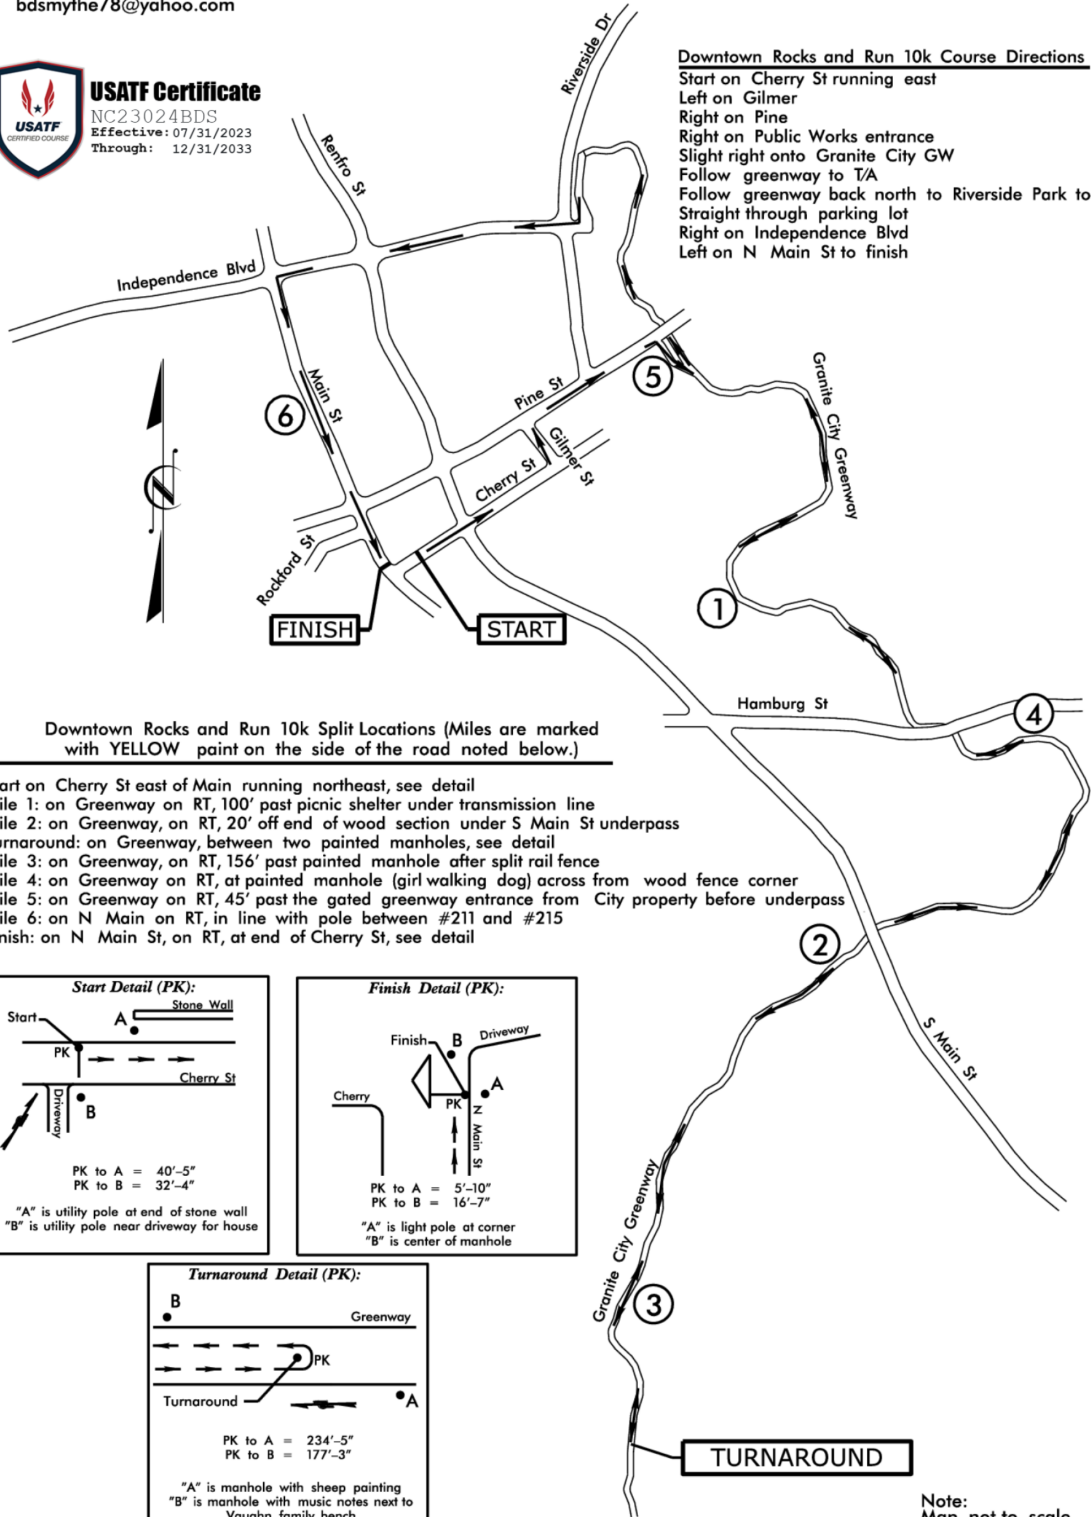 bdsmythe78@yahoo.com
USATF
CERTIFIED COURSE
USATF Certificate
NC23024BDS
Effective: 07/31/2023
Through: 12/31/2033
Downtown Rocks and Run 10k Course Directions
Start on Cherry St running east
Left on Gilmer
Right on Pine
Right on Public Works entrance
Slight right onto Granite City GW
Follow greenway to T/A
Follow greenway back north to Riverside Park to
Straight through parking lot
Right on Independence Blvd
Left on N Main St to finish
Riverside Dr
Renfro St
Independence Blvd
Main St
6
Pine St
5
Gilmer St
Cherry St
Granite City Greenway
N
Rockford St
FINISH
START
1
Hamburg St
4
Downtown Rocks and Run 10k Split Locations (Miles are marked
with YELLOW paint on the side of the road noted below.)
art on Cherry St east of Main running northeast, see detail
ile 1: on Greenway on RT, 100' past picnic shelter under transmission line
ile 2: on Greenway, on RT, 20' off end of wood section under S Main St underpass
urnaround: on Greenway, between two painted manholes, see detail
ile 3: on Greenway, on RT, 156' past painted manhole after split rail fence
ile 4: on Greenway on RT, at painted manhole (girl walking dog) across from wood fence corner
ile 5: on Greenway on RT, 45' past the gated greenway entrance from City property before underpass
ile 6: on N Main on RT, in line with pole between #211 and #215
nish: on N Main St, on RT, at end of Cherry St, see detail
2
S Main St
Granite City Greenway
3
TURNAROUND
Start Detail (PK):
Stone Wall
Start
A
PK
Cherry St
Driveway
B
PK to A = 40'-5"
PK to B = 32'-4"
"A" is utility pole at end of stone wall
"B" is utility pole near driveway for house
Finish Detail (PK):
Finish
B
Driveway
A
Cherry
PK
N Main St
PK to A = 5'-10"
PK to B = 16'-7"
"A" is light pole at corner
"B" is center of manhole
Turnaround Detail (PK):
B
Greenway
PK
Turnaround
A
PK to A = 234'-5"
PK to B = 177'-3"
"A" is manhole with sheep painting
"B" is manhole with music notes next to
Vaughn family bench
Note:
Map not to scale